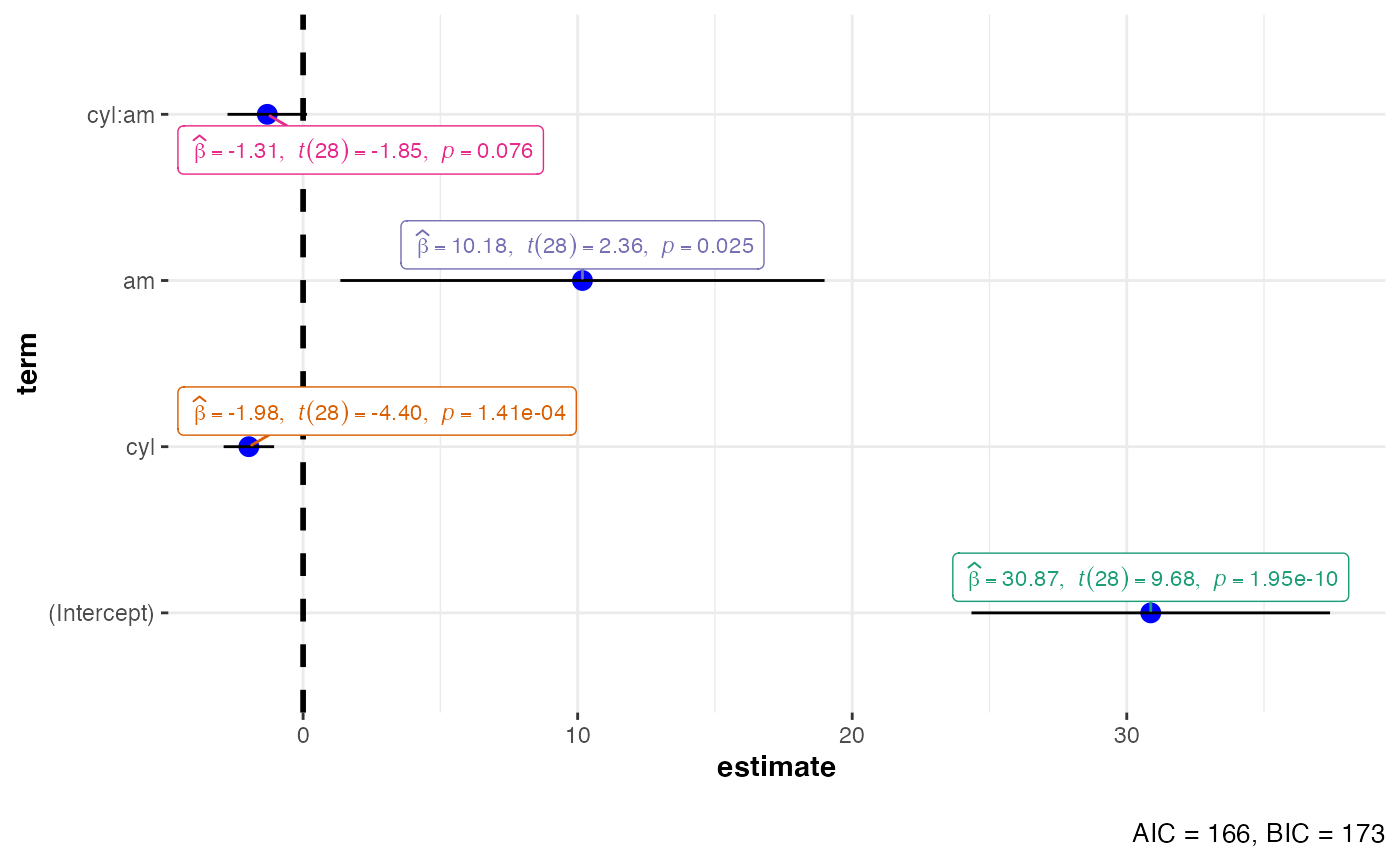 cyl:am
β̂ = -1.31, t(28) = -1.85, p = 0.076
β̂ = 10.18, t(28) = 2.36, p = 0.025
am
term
β̂ = -1.98, t(28) = -4.40, p = 1.41e-04
cyl
β̂ = 30.87, t(28) = 9.68, p = 1.95e-10
(Intercept)
0 10 20 30
estimate
AIC = 166, BIC = 173